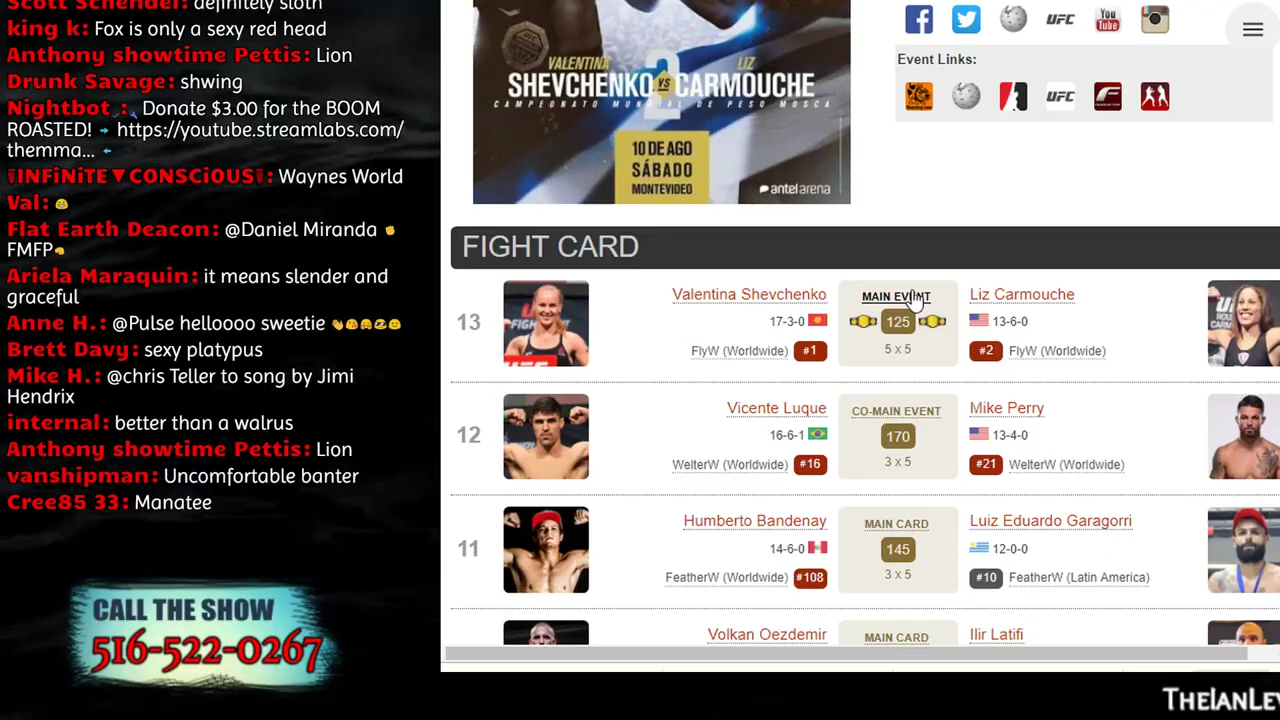 Scott Schendel: definitely sloth
king k: Fox is only a sexy red head
Anthony showtime Pettis: Lion
Drunk Savage: shwing
Nightbot : Donate $3.00 for the BOOM
ROASTED! https://youtube.streamlabs.com/
themma...
INFiNiTE▼CONSCiOUS: Waynes World
Val:
Flat Earth Deacon: @Daniel Miranda
FMFP
Ariela Maraquin: it means slender and
graceful
Anne H.: @Pulse helloooo sweetie
Brett Davy: sexy platypus
Mike H.: @chris Teller to song by Jimi
Hendrix
internal: better than a walrus
Anthony showtime Pettis: Lion
vanshipman: Uncomfortable banter
Cree85 33: Manatee
CALL THE SHOW
516-522-0267
VALENTINA LIZ
SHEVCHENKO VS CARMOUCHE
2
CAMPEONATO MUNDIAL DE PESO MOSCA
10 DE AGO
SÁBADO
MONTEVIDEO
antel arena
UFC
You
Tube
Event Links:
UFC
FIGHT CARD
13
Valentina Shevchenko
17-3-0
FlyW (Worldwide) #1
MAIN EVENT
125
5 x 5
Liz Carmouche
13-6-0
#2 FlyW (Worldwide)
12
Vicente Luque
16-6-1
WelterW (Worldwide) #16
CO-MAIN EVENT
170
3 x 5
Mike Perry
13-4-0
#21 WelterW (Worldwide)
11
Humberto Bandenay
14-6-0
FeatherW (Worldwide) #108
MAIN CARD
145
3 x 5
Luiz Eduardo Garagorri
12-0-0
#10 FeatherW (Latin America)
Volkan Oezdemir
MAIN CARD
Ilir Latifi
THEIANLEV